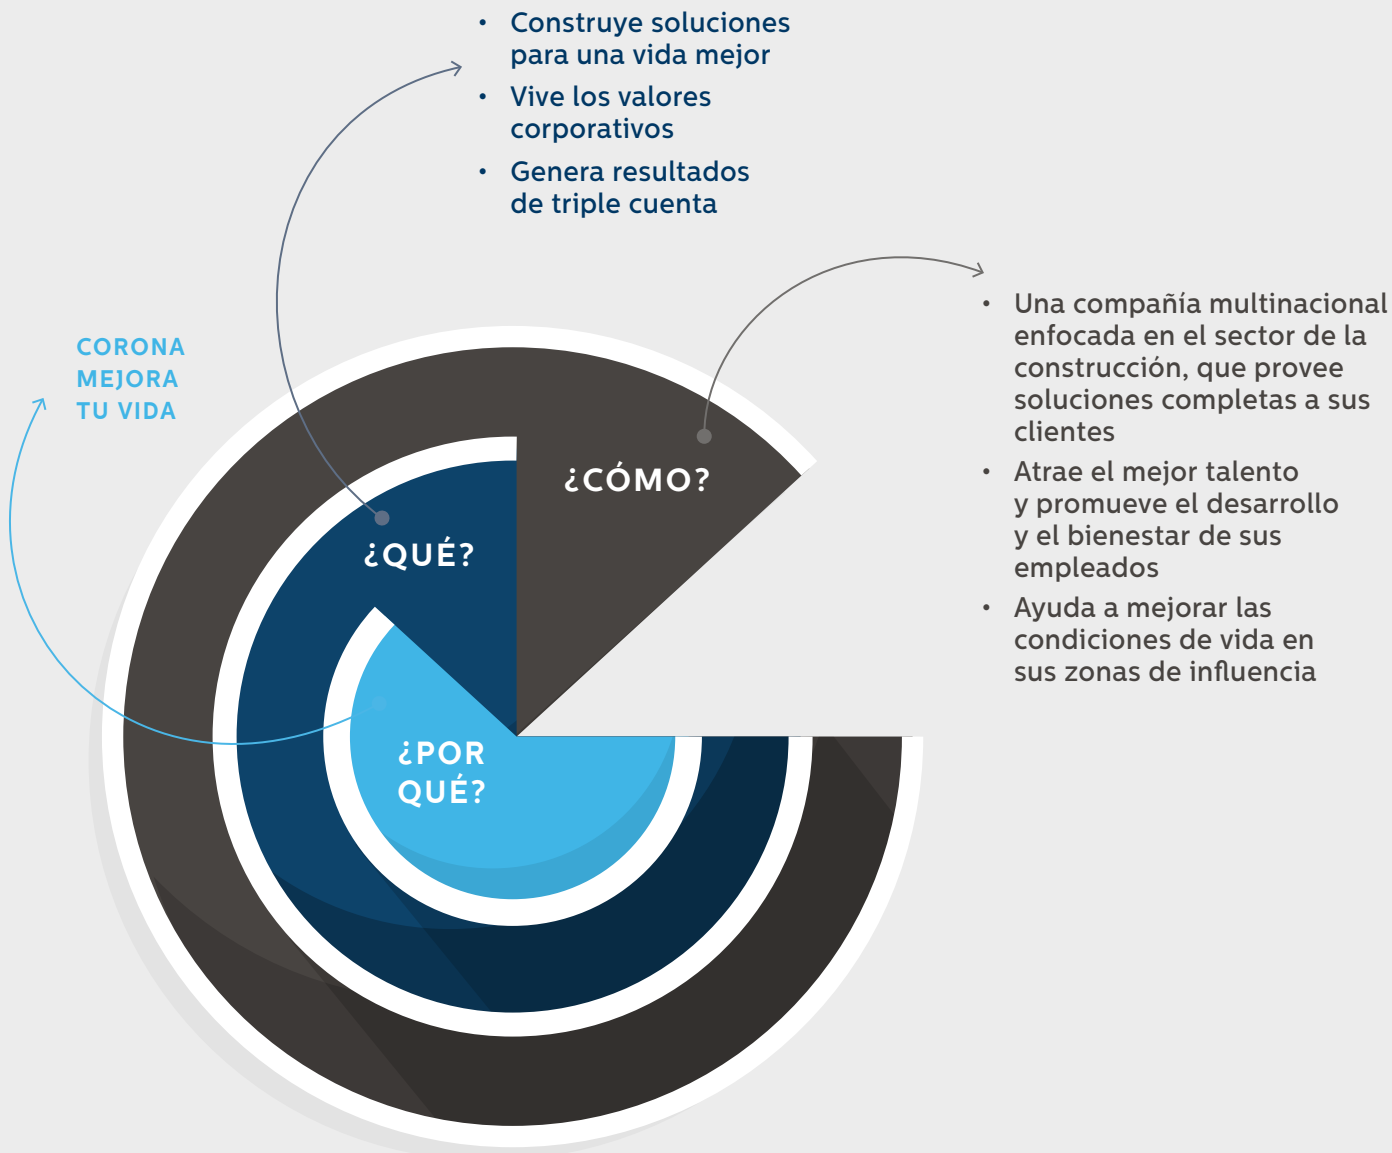 • Construye soluciones
para una vida mejor
• Vive los valores
corporativos
• Genera resultados
de triple cuenta
• Una compañía multinacional
enfocada en el sector de la
construcción, que provee
soluciones completas a sus
clientes
• Atrae el mejor talento
y promueve el desarrollo
y el bienestar de sus
empleados
• Ayuda a mejorar las
condiciones de vida en
sus zonas de influencia
CORONA
MEJORA
TU VIDA
¿CÓMO?
¿QUÉ?
¿POR
QUÉ?